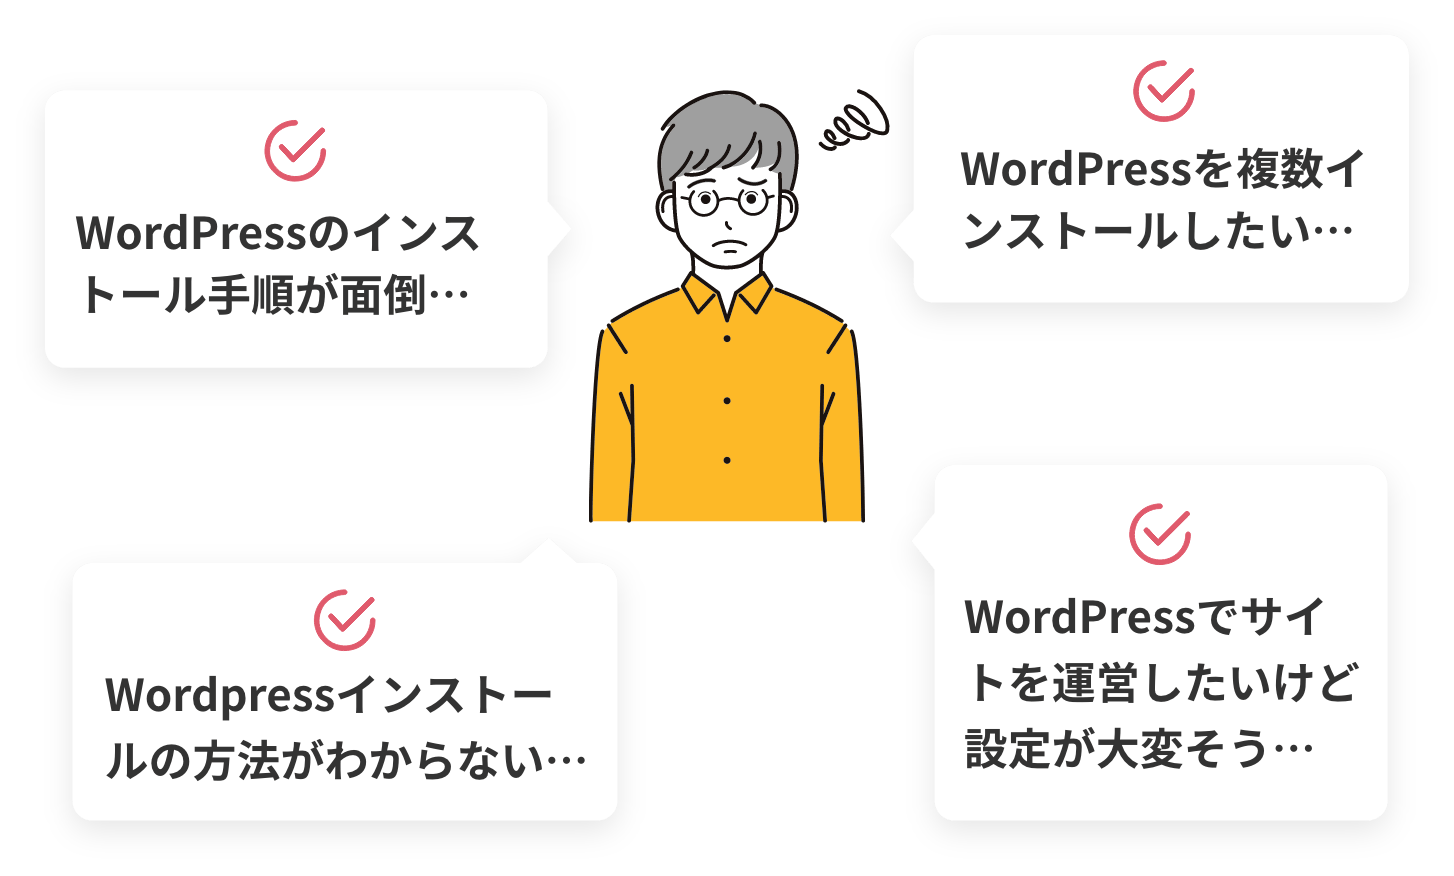 WordPressのインス
トール手順が面倒…
WordPressを複数イ
ンストールしたい…
Wordpressインストー
ルの方法がわからない…
WordPressでサイ
トを運営したいけど
設定が大変そう…